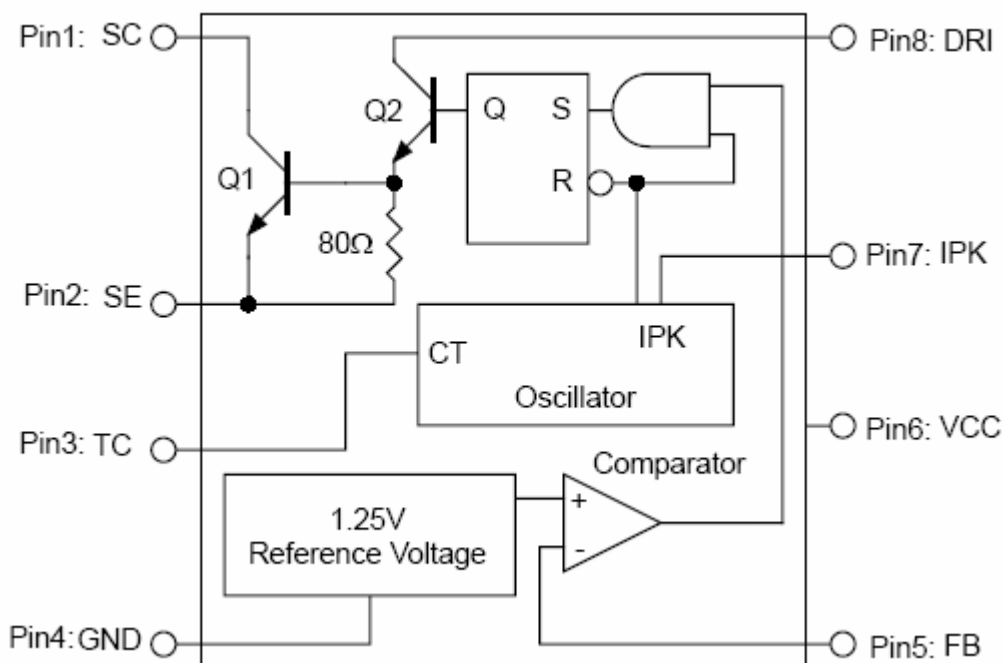 Pin1: SC
Pin8: DRI
Q2
Q
S
Q1
R
80Ω
Pin7: IPK
Pin2: SE
IPK
CT
Oscillator
Pin3: TC
Pin6: VCC
Comparator
+
1.25V
Reference Voltage
-
Pin4: GND
Pin5: FB